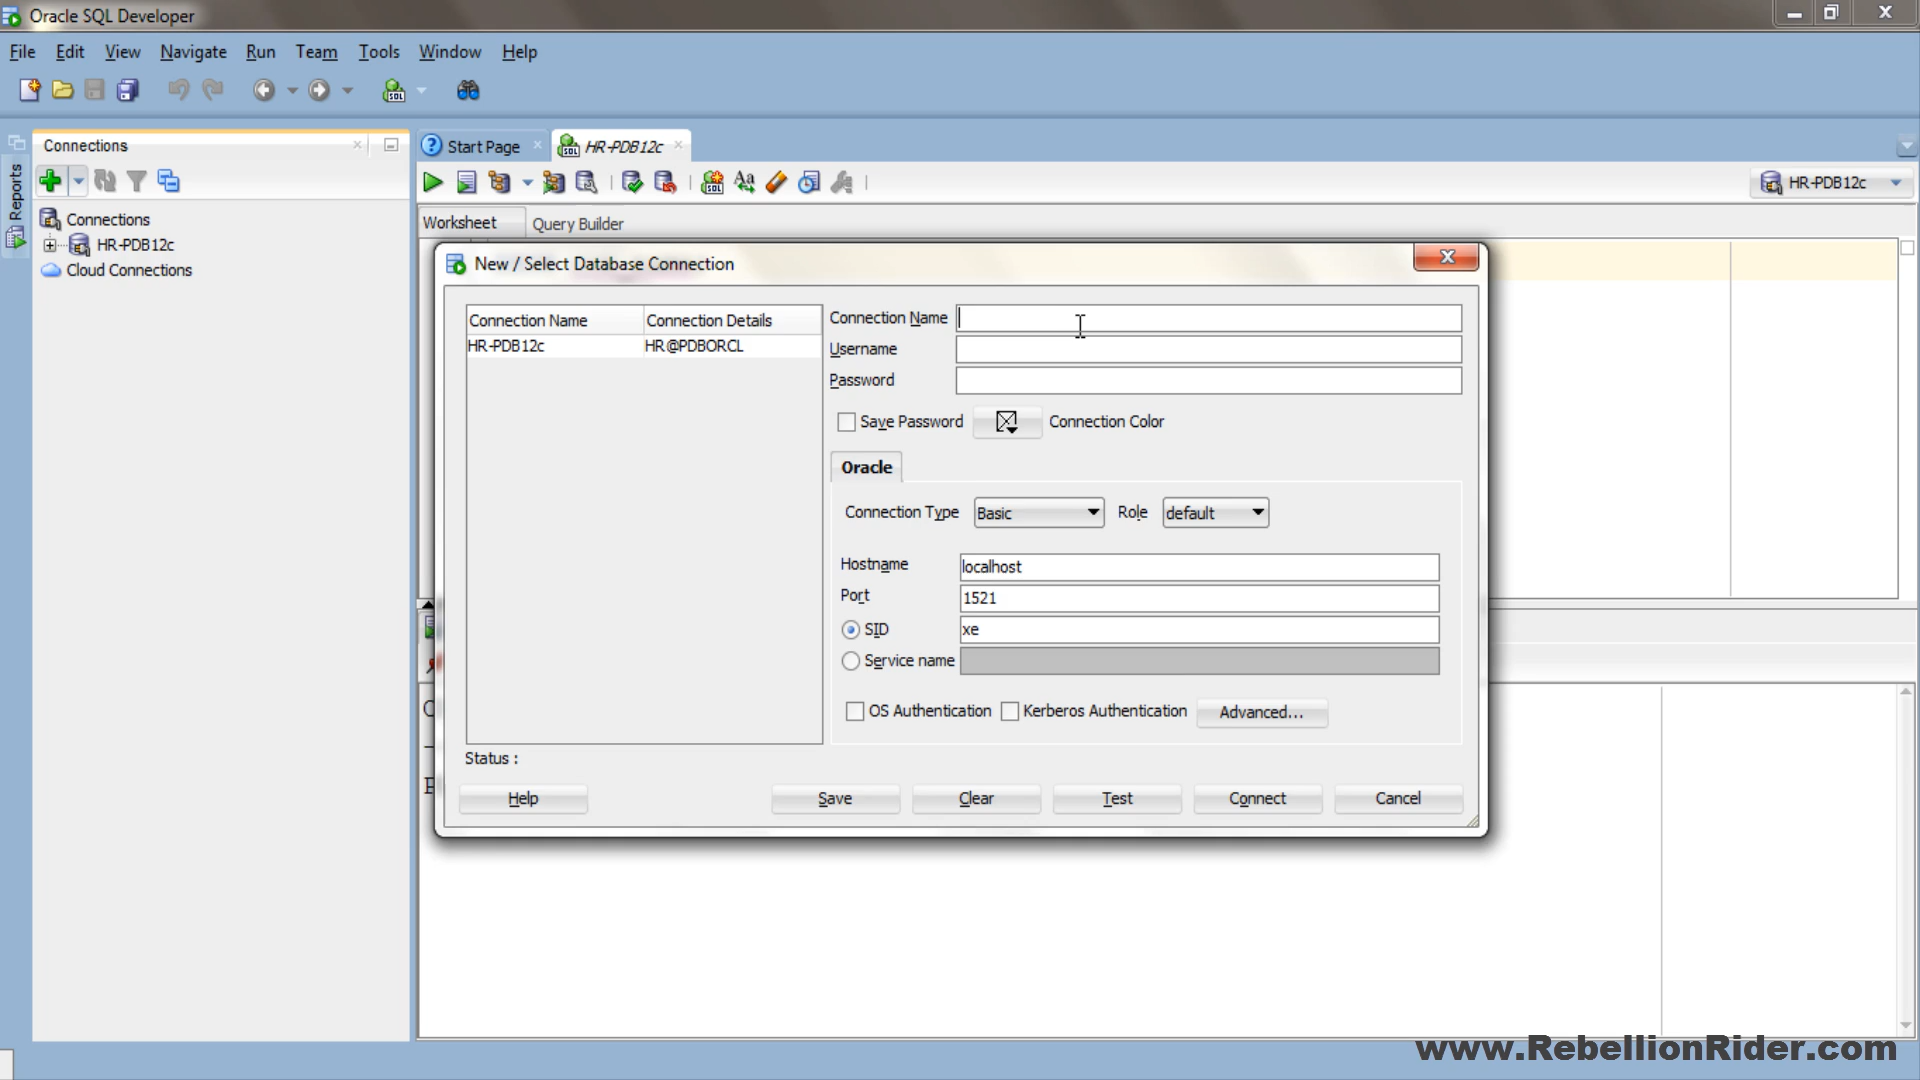 Oracle SQL Developer
File Edit View Navigate Run Team Tools Window Help
Connections
Start Page
HR-PDB12c
Reports
SQL
HR-PDB12c
Connections
HR-PDB12c
Cloud Connections
Worksheet
Query Builder
New / Select Database Connection
Connection Name Connection Details
HR-PDB12c HR@PDBORCL
Connection Name
Username
Password
Save Password
Connection Color
Oracle
Connection Type Basic Role default
Hostname localhost
Port 1521
SID xe
Service name
OS Authentication Kerberos Authentication Advanced...
Status :
Help Save Clear Test Connect Cancel
www.RebellionRider.com